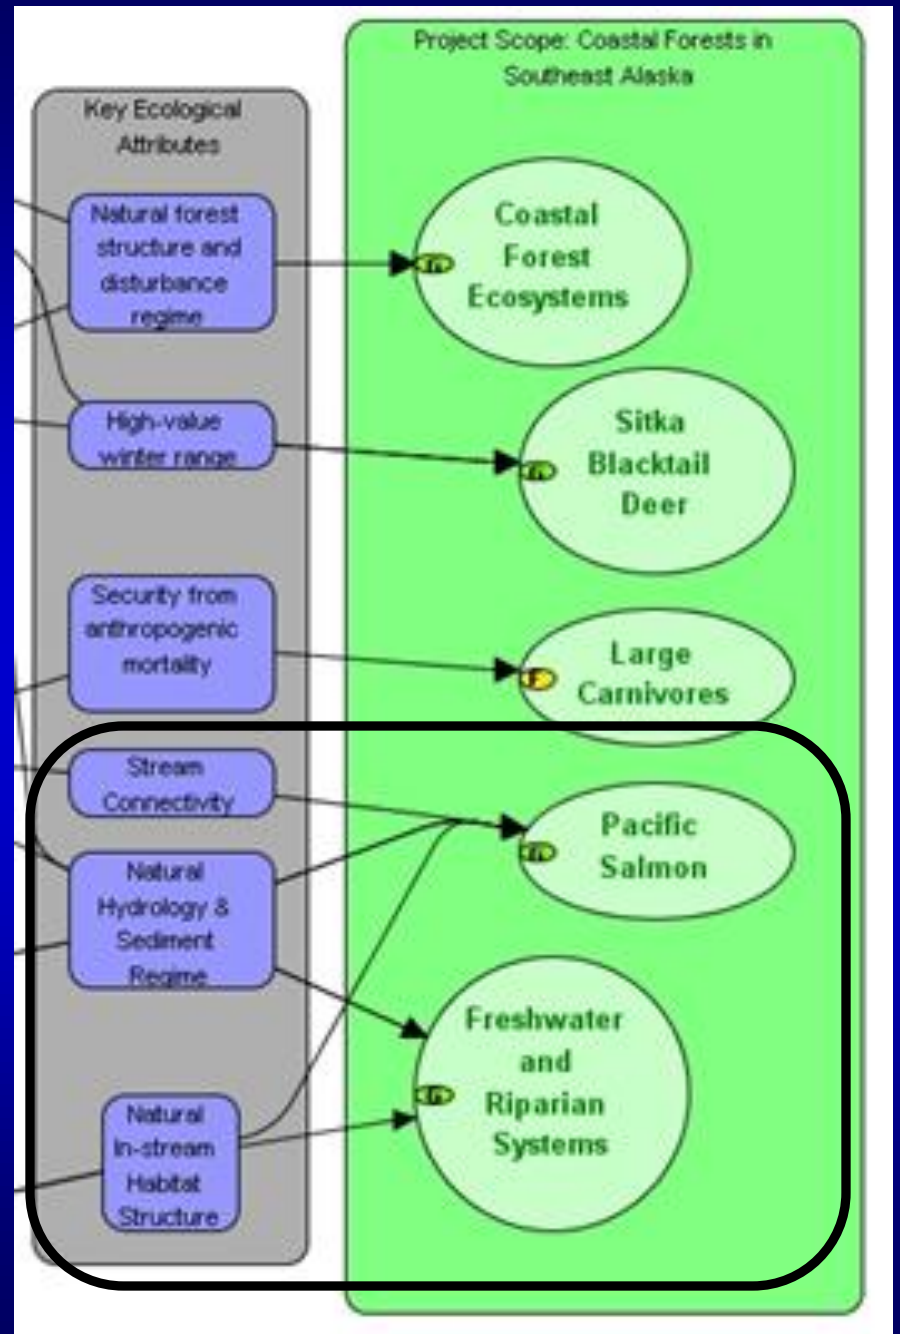 Project Scope: Coastal Forests in
Southeast Alaska
Key Ecological
Attributes
Natural forest
structure and
disturbance
regime
High-value
winter range
Security from
anthropogenic
mortality
Stream
Connectivity
Natural
Hydrology &
Sediment
Regime
Natural
In-stream
Habitat
Structure
Coastal
Forest
Ecosystems
G
Sitka
Blacktail
Deer
G
Large
Carnivores
F
Pacific
Salmon
G
Freshwater
and
Riparian
Systems
G